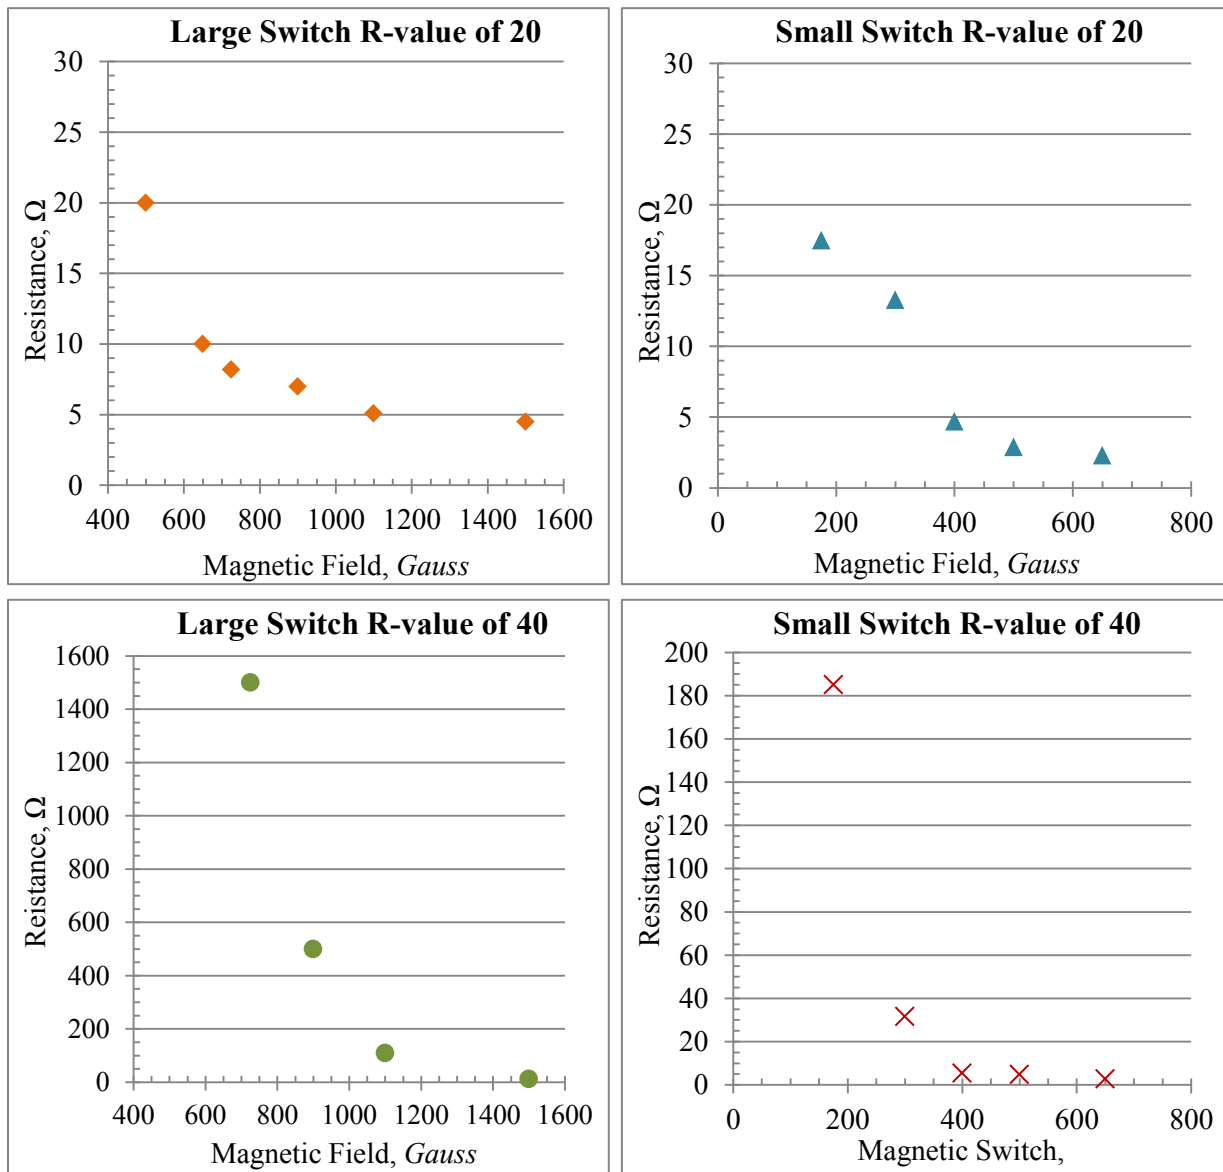 Large Switch R-value of 20
30
25
20
15
10
5
0
400 600 800 1000 1200 1400 1600
Resistance, Ω
Magnetic Field, Gauss
Small Switch R-value of 20
30
25
20
15
10
5
0
0 200 400 600 800
Resistance, Ω
Magnetic Field, Gauss
Large Switch R-value of 40
1600
1400
1200
1000
800
600
400
200
0
400 600 800 1000 1200 1400 1600
Reistance, Ω
Magnetic Field, Gauss
Small Switch R-value of 40
200
180
160
140
120
100
80
60
40
20
0
0 200 400 600 800
Resistance, Ω
Magnetic Switch,